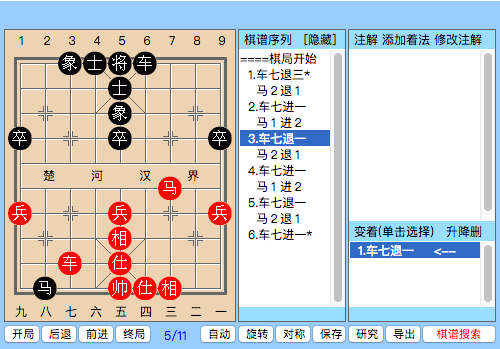 1 2 3 4 5 6 7 8 9
象 士 将 车
士
象
卒 卒 卒
楚 河 汉 界
马
兵 兵 兵
相
车 仕
马 帅 仕 相
九 八 七 六 五 四 三 二 一
棋谱序列 [隐藏]
====棋局开始
1.车七退三*
马2退1
2.车七进一
马1进2
3.车七退一
马2退1
4.车七进一
马1进2
5.车七退一
马2退1
6.车七进一*
注解 添加着法 修改注解
变着(单击选择) 升降删
1.车七退一 <--
开局 后退 前进 终局 5/11 自动 旋转 对称 保存 研究 导出 棋谱搜索